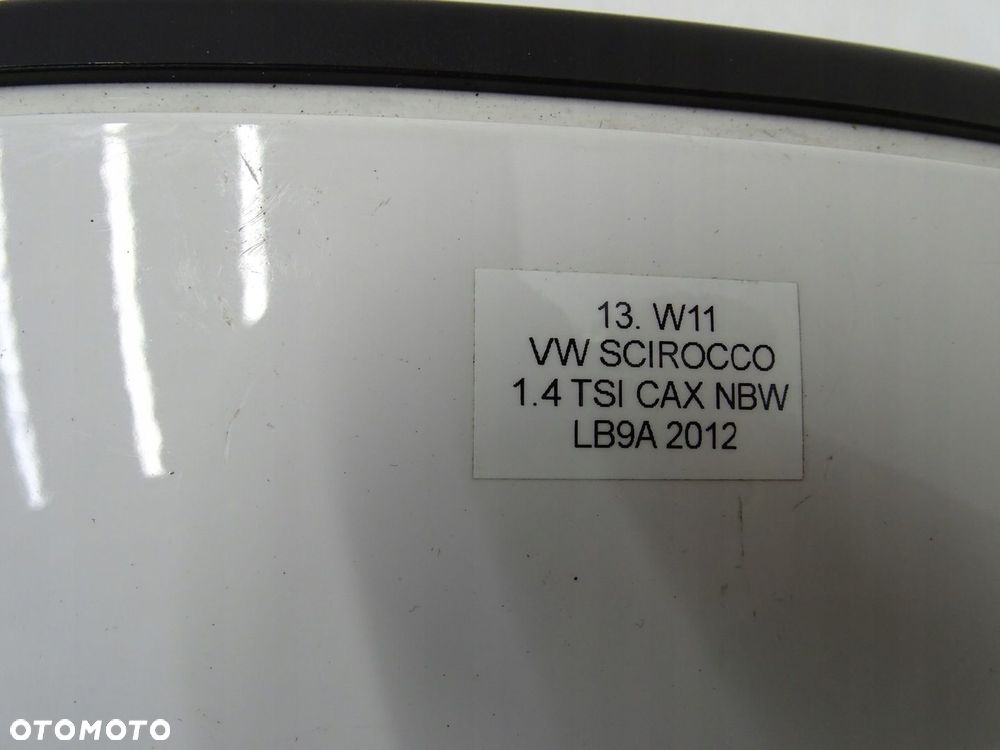 13. W11
VW SCIROCCO
1.4 TSI CAX NBW
LB9A 2012
OTOMOTO